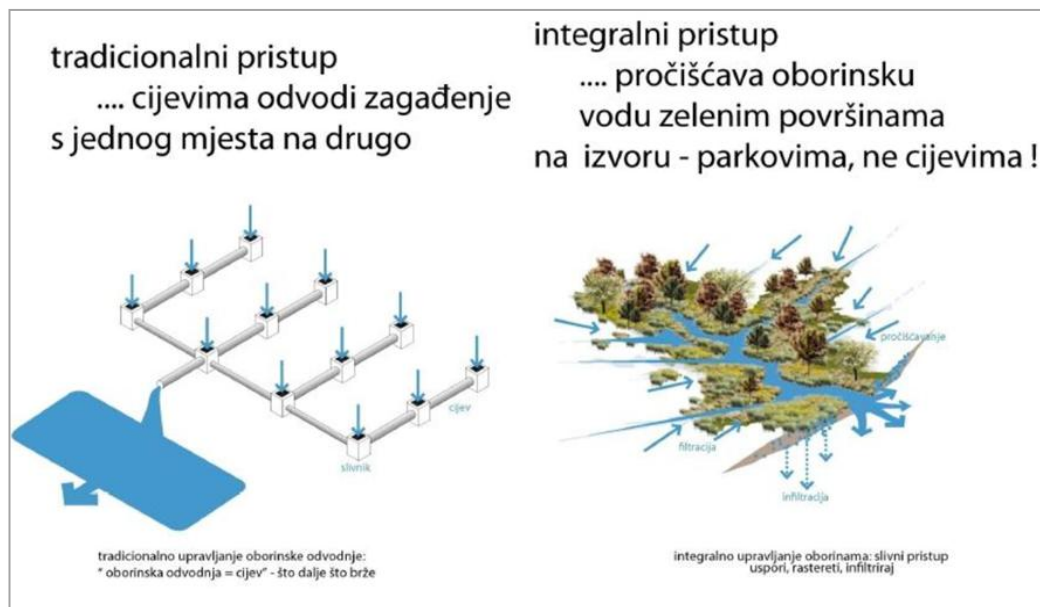 tradicionalni pristup
.... cijevima odvodi zagađenje
s jednog mjesta na drugo
cijev
slivnik
tradicionalno upravljanje oborinske odvodnje:
" oborinska odvodnja = cijev" - što dalje što brže
integralni pristup
.... pročišćava oborinsku
vodu zelenim površinama
na izvoru - parkovima, ne cijevima !
pročišćavanje
filtracija
infiltracija
integralno upravljanje oborinama: slivni pristup
uspori, rastereti, infiltriraj